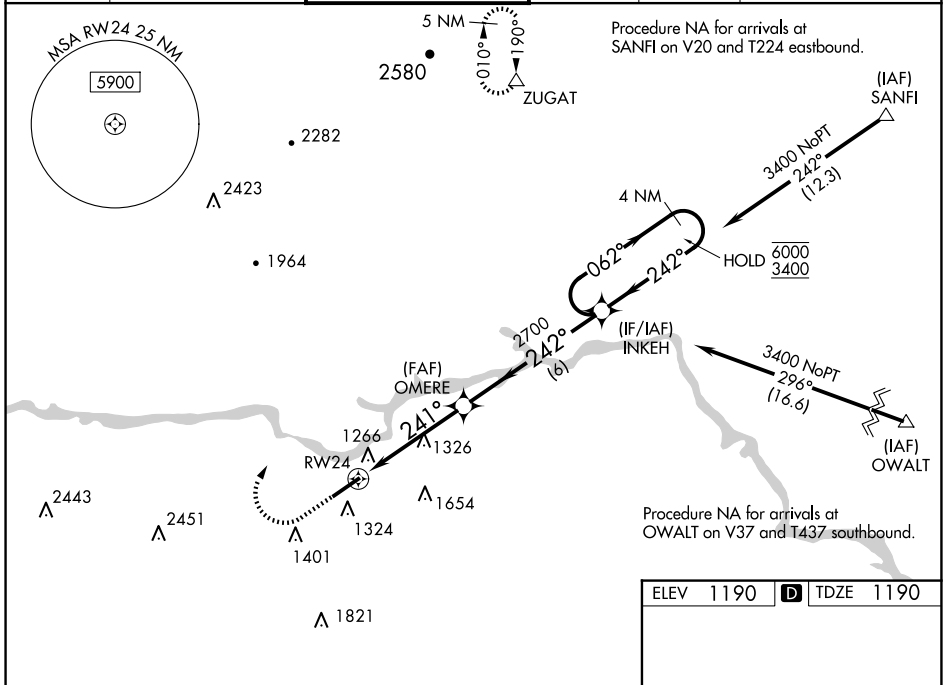 MSA RW24 25 NM
5900
5 NM
010°
190°
ZUGAT
2580
Procedure NA for arrivals at
SANFI on V20 and T224 eastbound.
(IAF)
SANFI
3400 NoPT
242°
(12.3)
2282
2423
1964
4 NM
062°
242°
HOLD 6000
3400
(IF/IAF)
INKEH
2700
242°
(6)
3400 NoPT
296°
(16.6)
(IAF)
OWALT
(FAF)
OMERE
241°
1266
1326
RW24
1654
1324
1401
2443
2451
1821
Procedure NA for arrivals at
OWALT on V37 and T437 southbound.
ELEV 1190 D TDZE 1190